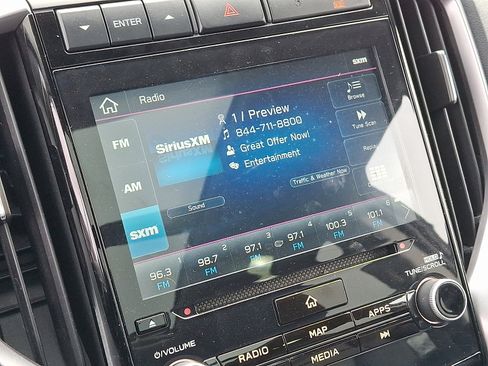 ENTER
Radio
sxm
FM
AM
sxm
SiriusXM
1 / Preview
844-711-8800
Great Offer Now!
Entertainment
Traffic & Weather Now
Sound
Browse
Tune Scan
1
96.3
FM
2
98.7
FM
3
97.1
FM
4
97.1
FM
5
100.3
FM
6
101.1
FM
VOLUME
RADIO
MAP
MEDIA
APPS
TUNE/SCROLL